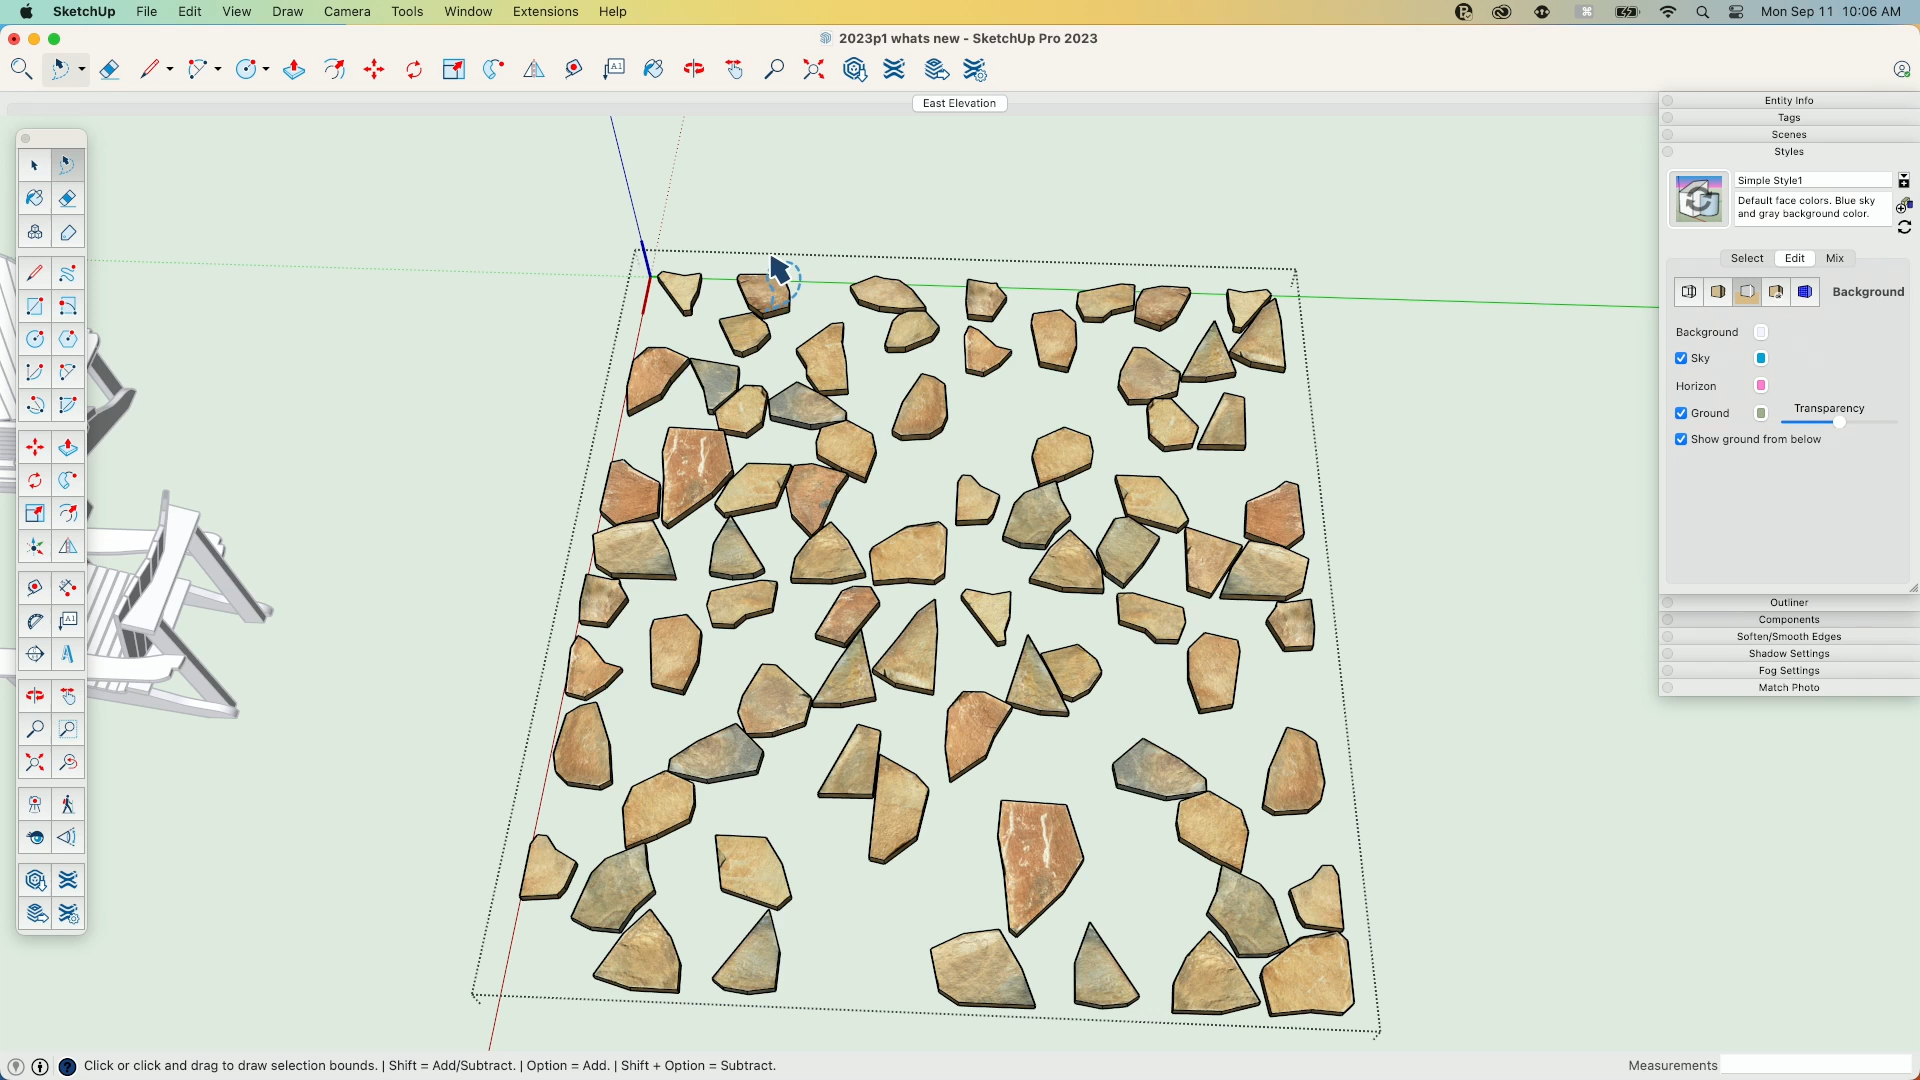 SketchUp File Edit View Draw Camera Tools Window Extensions Help Mon Sep 11 10:06 AM
2023p1 whats new - SketchUp Pro 2023
A1
East Elevation
Entity Info
Tags
Scenes
Styles
Simple Style1
Default face colors. Blue sky
and gray background color.
Select Edit Mix
Background
Background
Sky
Horizon
Ground Transparency
Show ground from below
A1
Outliner
Components
Soften/Smooth Edges
Shadow Settings
Fog Settings
Match Photo
Click or click and drag to draw selection bounds. | Shift = Add/Subtract. | Option = Add. | Shift + Option = Subtract. Measurements